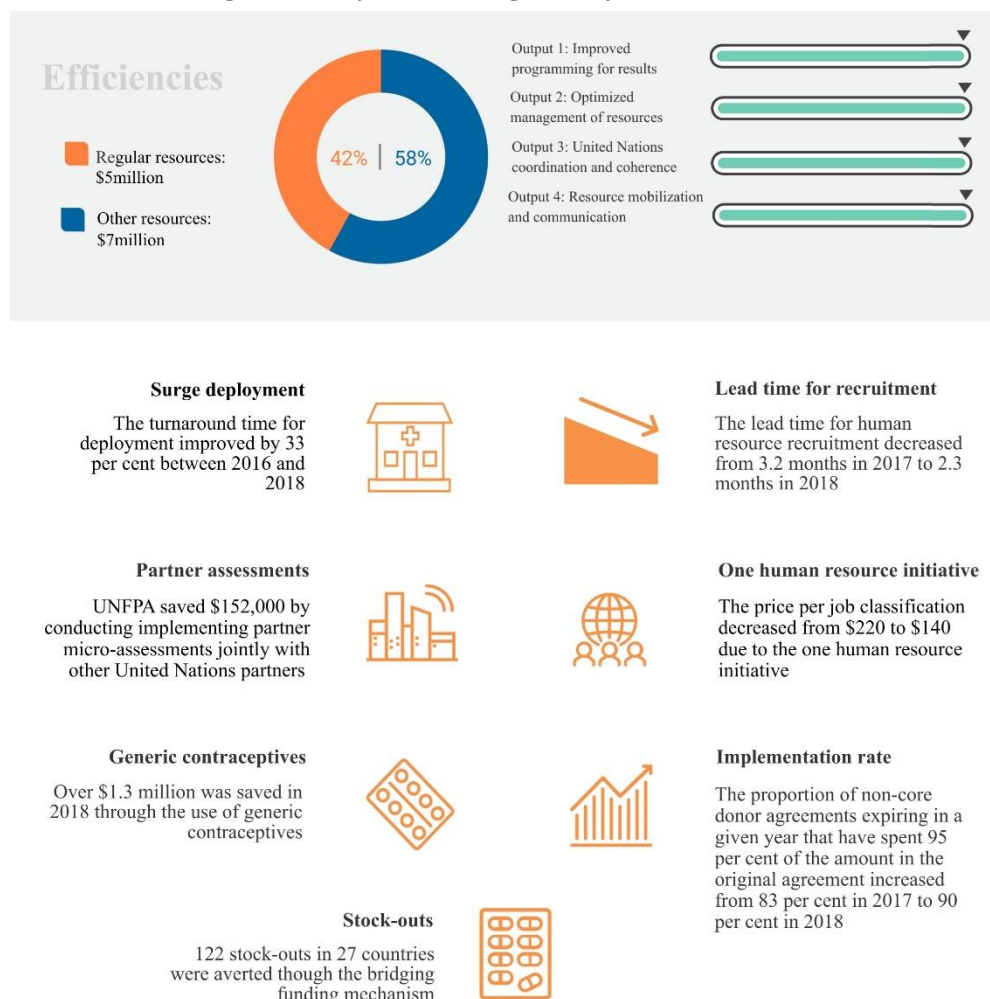 Efficiencies
Regular resources:
$5million
Other resources:
$7million
42% | 58%
Output 1: Improved
programming for results
Output 2: Optimized
management of resources
Output 3: United Nations
coordination and coherence
Output 4: Resource mobilization
and communication
Surge deployment
The turnaround time for
deployment improved by 33
per cent between 2016 and
2018
Lead time for recruitment
The lead time for human
resource recruitment decreased
from 3.2 months in 2017 to 2.3
months in 2018
Partner assessments
UNFPA saved $152,000 by
conducting implementing partner
micro-assessments jointly with
other United Nations partners
One human resource initiative
The price per job classification
decreased from $220 to $140
due to the one human resource
initiative
Generic contraceptives
Over $1.3 million was saved in
2018 through the use of generic
contraceptives
Implementation rate
The proportion of non-core
donor agreements expiring in a
given year that have spent 95
per cent of the amount in the
original agreement increased
from 83 per cent in 2017 to 90
per cent in 2018
Stock-outs
122 stock-outs in 27 countries
were averted though the bridging
funding mechanism